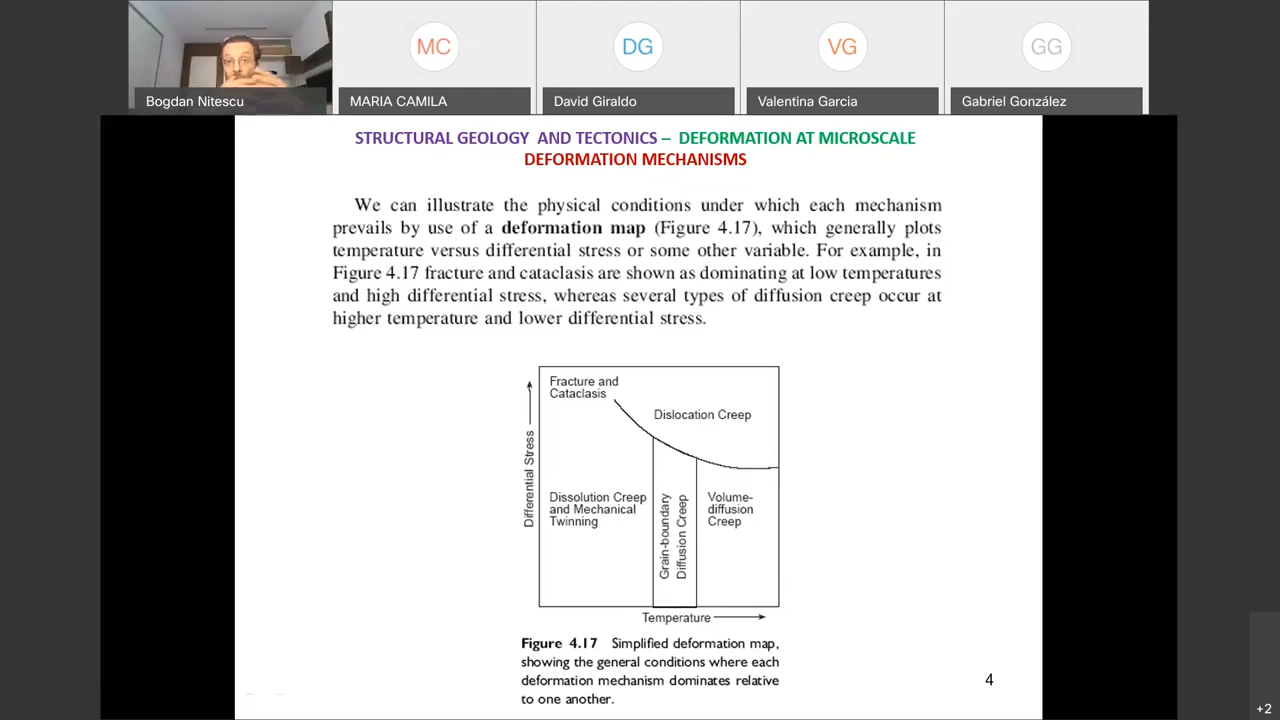 MC
DG
VG
GG
Bogdan Nitescu
MARIA CAMILA
David Giraldo
Valentina Garcia
Gabriel González
STRUCTURAL GEOLOGY AND TECTONICS – DEFORMATION AT MICROSCALE
DEFORMATION MECHANISMS
We can illustrate the physical conditions under which each mechanism
prevails by use of a deformation map (Figure 4.17), which generally plots
temperature versus differential stress or some other variable. For example, in
Figure 4.17 fracture and cataclasis are shown as dominating at low temperatures
and high differential stress, whereas several types of diffusion creep occur at
higher temperature and lower differential stress.
Fracture and
Cataclasis
Dislocation Creep
Differential Stress
Dissolution Creep
and Mechanical
Twinning
Grain-boundary
Diffusion Creep
Volume-
diffusion
Creep
Temperature
Figure 4.17 Simplified deformation map,
showing the general conditions where each
deformation mechanism dominates relative
to one another.
4
+2